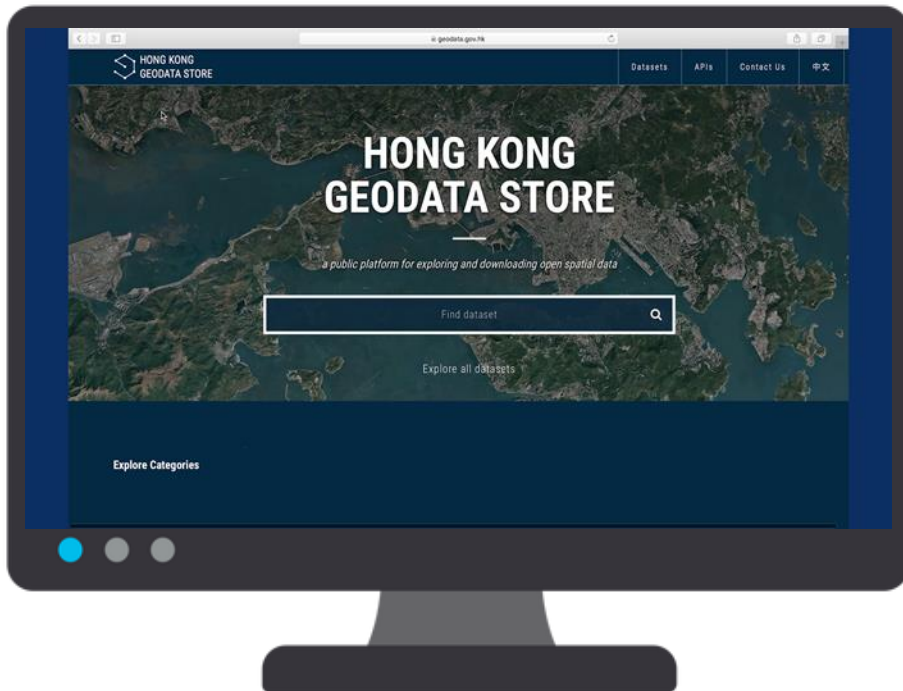 geodata.gov.hk
HONG KONG
GEODATA STORE
Datasets
APIs
Contact Us
中文
HONG KONG
GEODATA STORE
a public platform for exploring and downloading open spatial data
Find dataset
Explore all datasets
Explore Categories